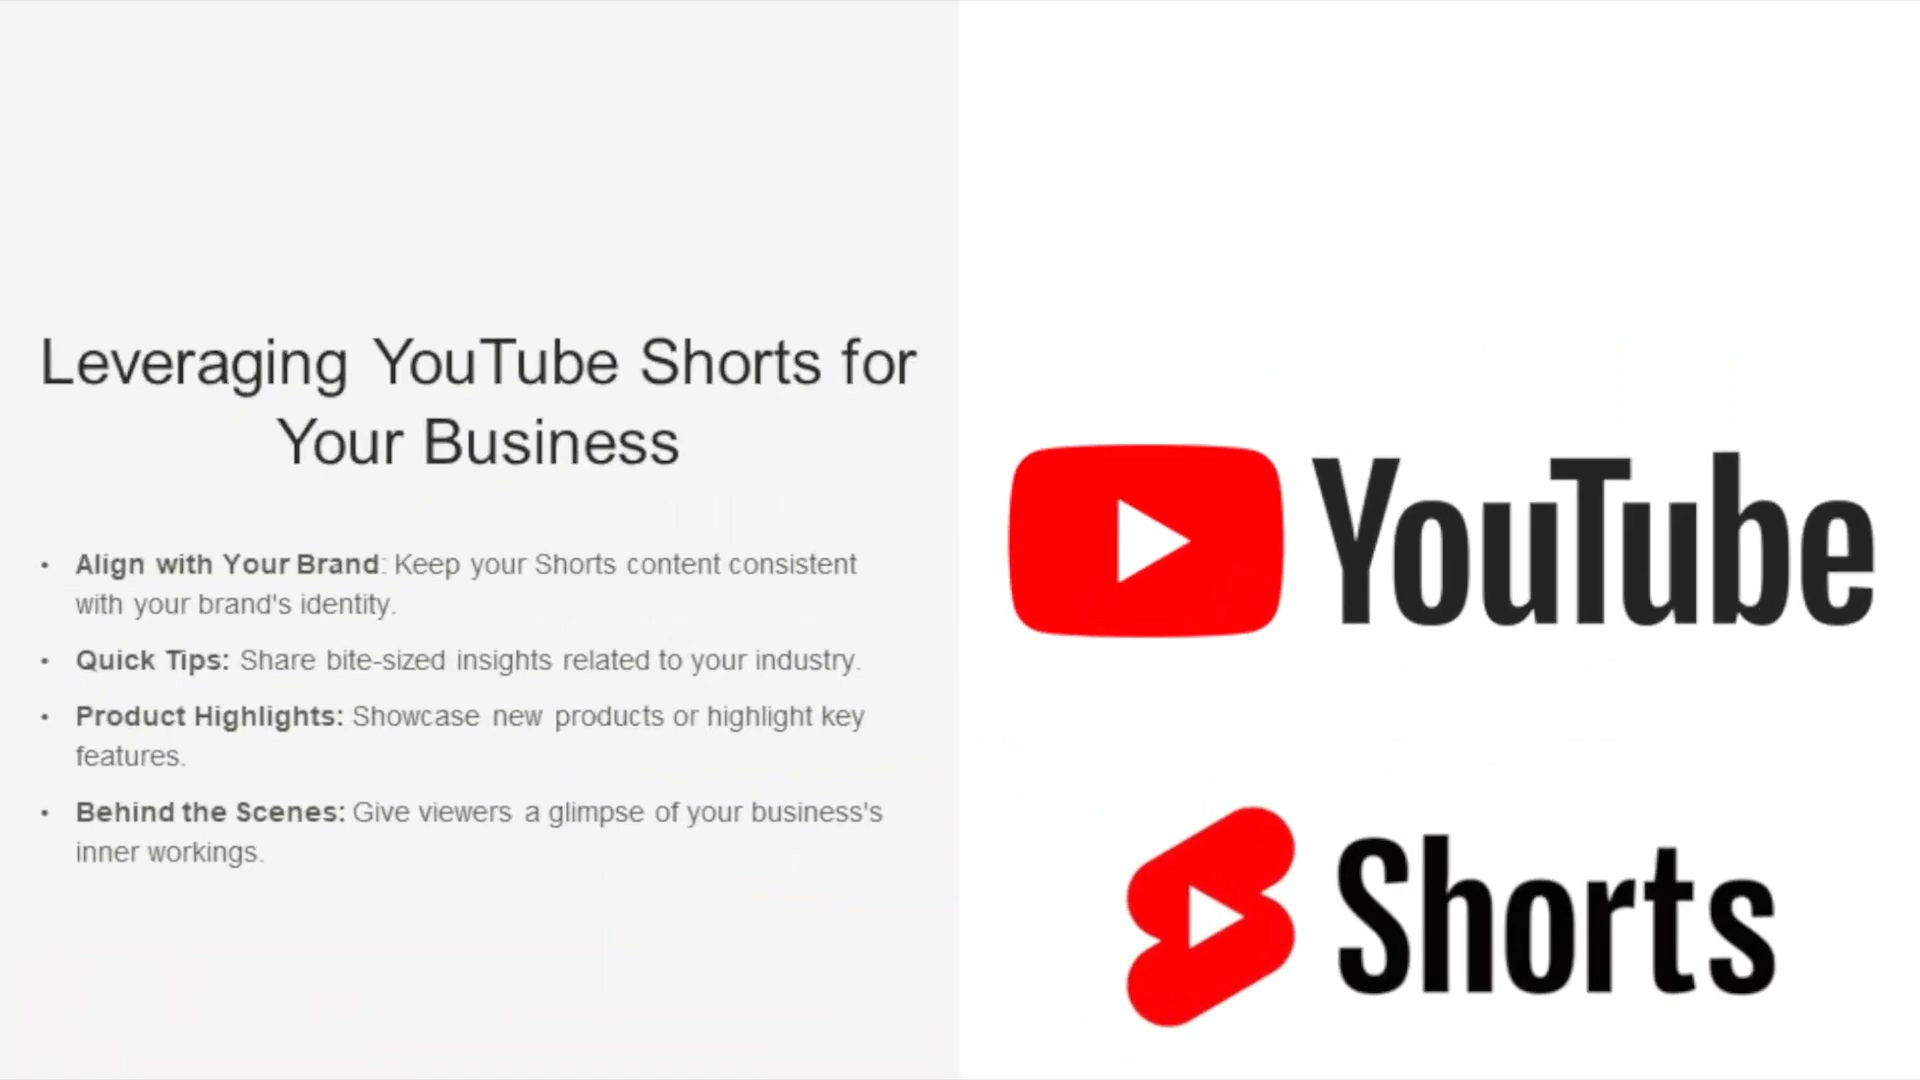 Leveraging YouTube Shorts for
Your Business
• Align with Your Brand: Keep your Shorts content consistent
with your brand's identity.
• Quick Tips: Share bite-sized insights related to your industry.
• Product Highlights: Showcase new products or highlight key
features.
• Behind the Scenes: Give viewers a glimpse of your business's
inner workings.
YouTube
Shorts